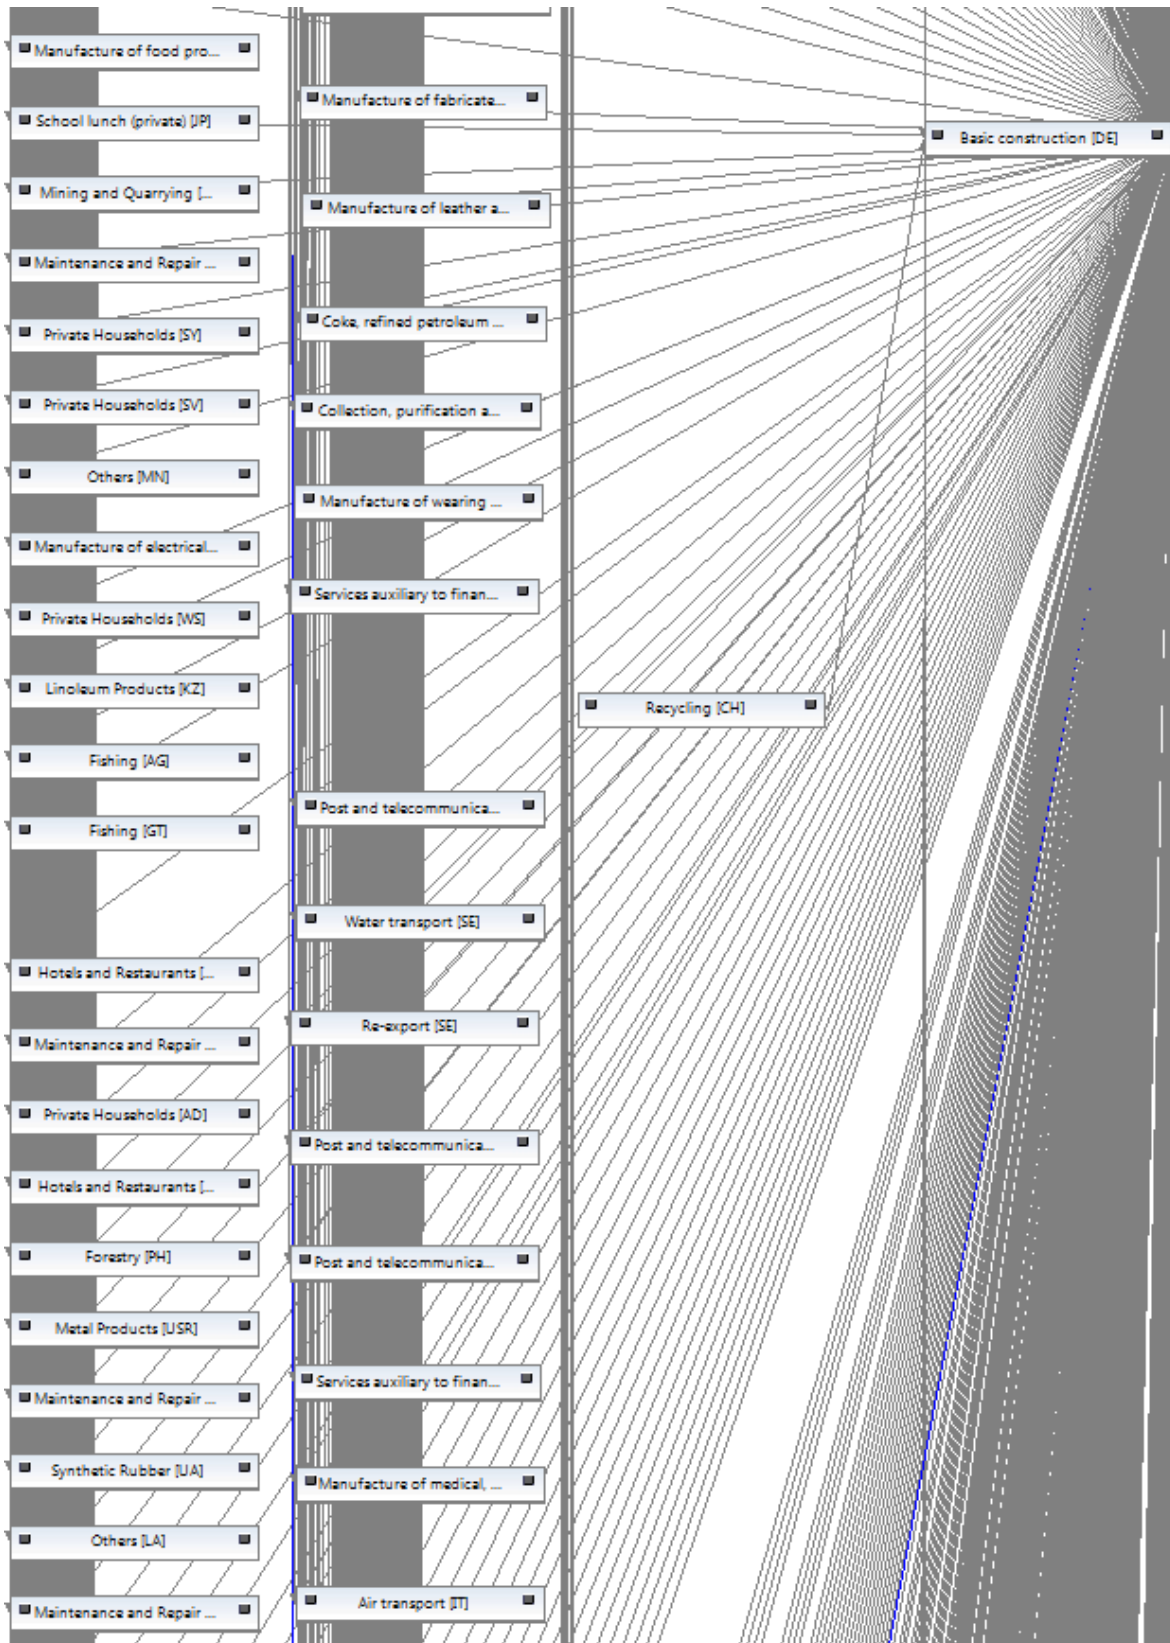 Manufacture of food pro...
School lunch (private) [JP]
Mining and Quarrying [...
Maintenance and Repair ...
Private Households [SY]
Private Households [SV]
Others [MN]
Manufacture of electrical...
Private Households [WS]
Linoleum Products [KZ]
Fishing [AG]
Fishing [GT]
Hotels and Restaurants [...
Maintenance and Repair ...
Private Households [AD]
Hotels and Restaurants [...
Forestry [PH]
Metal Products [USR]
Maintenance and Repair ...
Synthetic Rubber [UA]
Others [LA]
Maintenance and Repair ...
Manufacture of fabricate...
Manufacture of leather a...
Coke, refined petroleum ...
Collection, purification a...
Manufacture of wearing ...
Services auxiliary to finan...
Post and telecommunica...
Water transport [SE]
Re-export [SE]
Post and telecommunica...
Post and telecommunica...
Services auxiliary to finan...
Manufacture of medical, ...
Air transport [IT]
Recycling [CH]
Basic construction [DE]